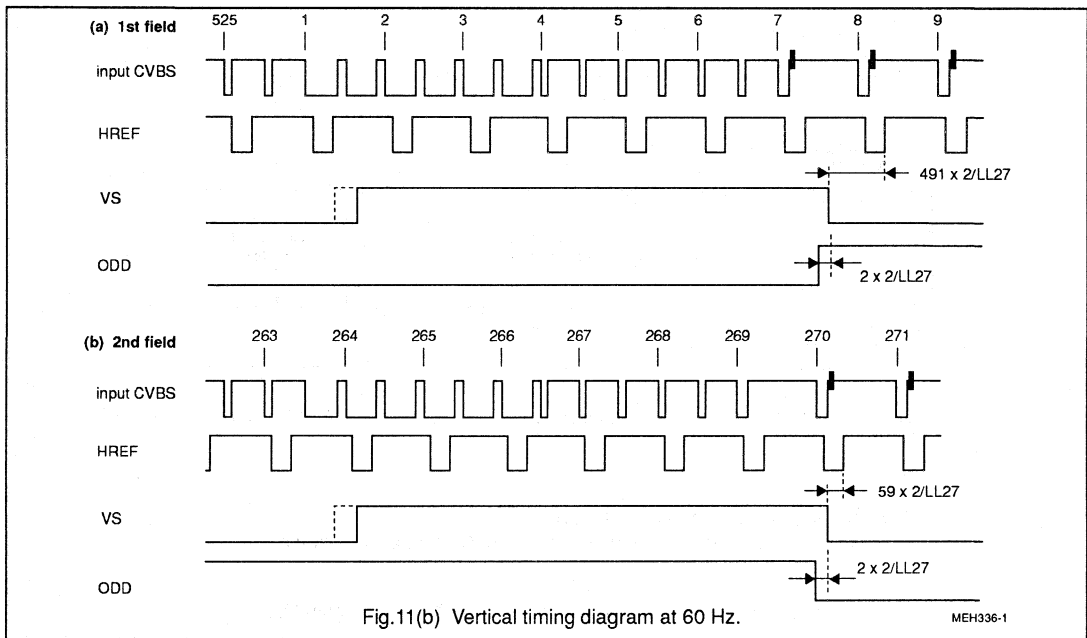 (a) 1st field 525 1 2 3 4 5 6 7 8 9
input CVBS
HREF
491 x 2/LL27
VS
ODD
2 x 2/LL27
(b) 2nd field 263 264 265 266 267 268 269 270 271
input CVBS
HREF
59 x 2/LL27
VS
2 x 2/LL27
ODD
Fig.11(b) Vertical timing diagram at 60 Hz.
MEH336-1